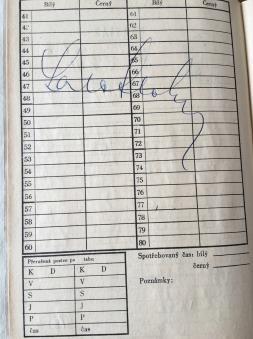 Bílý Černý Bílý Černý
41 61
42 62
43 63
44 64
45 65
46 66
47 67
48 68
49 69
50 70
51 71
52 72
53 73
54 74
55 75
56 76
57 77
58 78
59 79
60 80
Přerušená pozice po tahu
K D K D
V V
S S
J J
P P
čas čas
Spotřebovaný čas: bílý
černý
Poznámky: